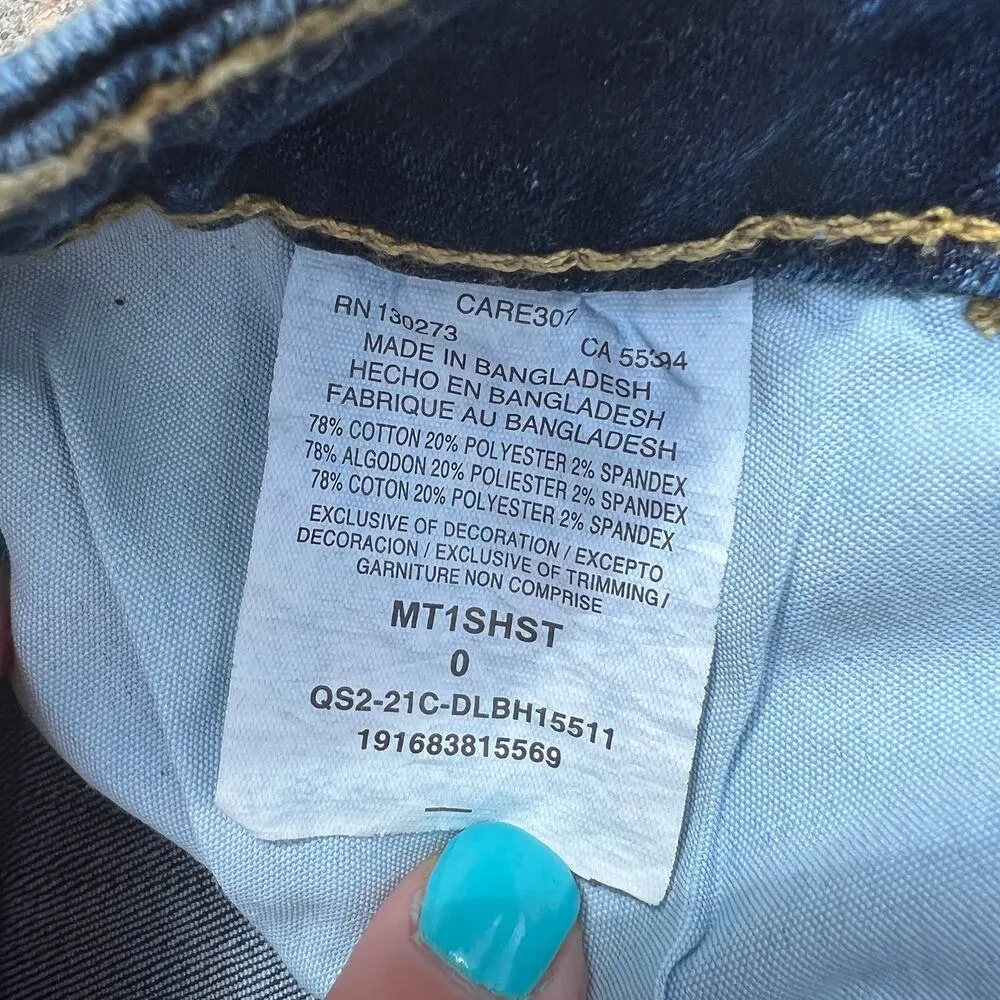 CARE307
RN 130273
CA
MADE IN BANGLADESH
HECHO EN BANGLADESH
FABRIQUE AU BANGLADESH
78% COTTON 20% POLYESTER 2% SPANDEX
78% ALGODON 20% POLIESTER 2% SPANDEX
78% COTON 20% POLYESTER 2% SPANDEX
EXCLUSIVE OF DECORATION / EXCEPTO
DECORACION / EXCLUSIVE OF TRIMMING /
GARNITURE NON COMPRISE
MT1SHST
0
QS2-21C-DLBH15511
191683815569